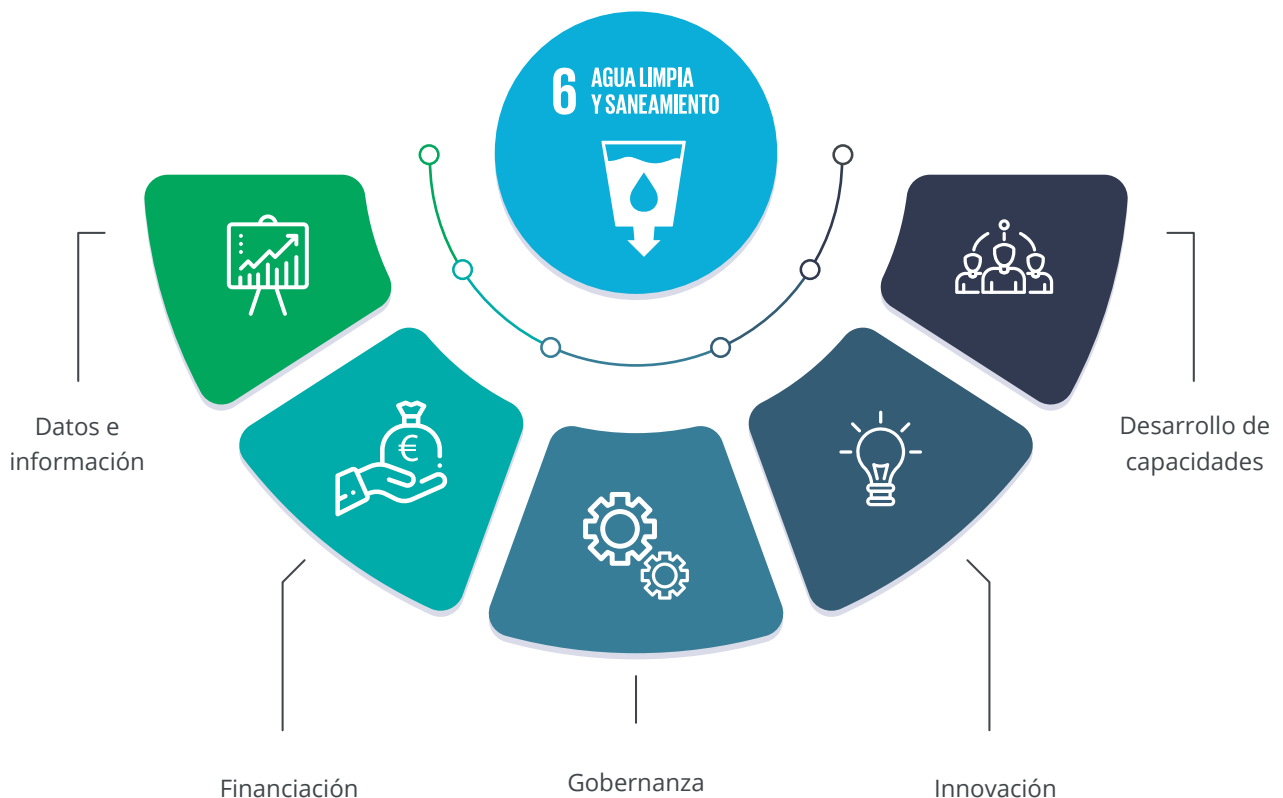 6
AGUA LIMPIA
Y SANEAMIENTO
€
Datos e
información
Financiación
Gobernanza
Innovación
Desarrollo de
capacidades